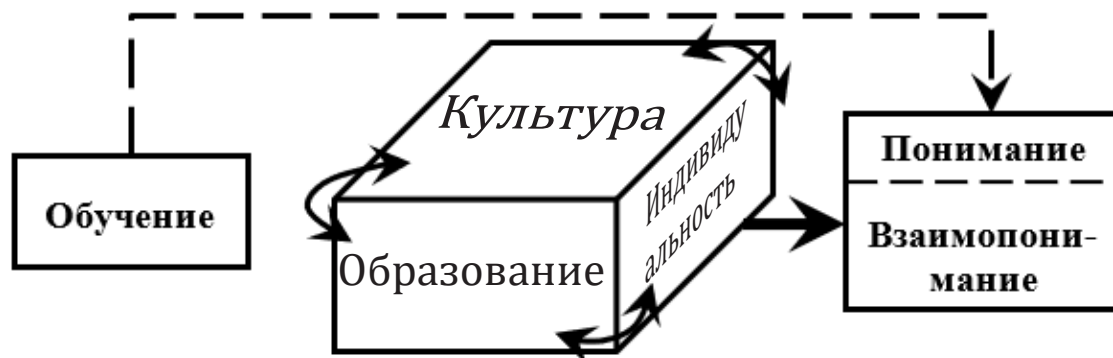 Культура
Понимание
Индивиду
альность
Обучение
Взаимопони-
мание
Образование